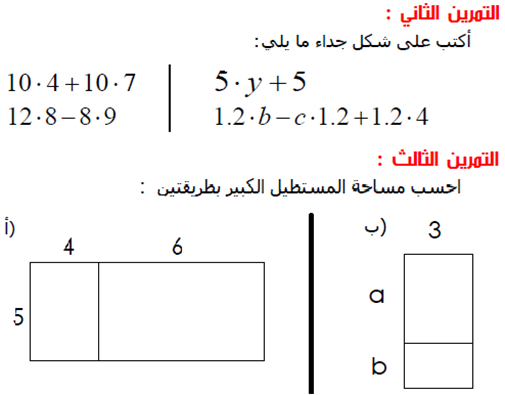 التمرين الثاني :
أكتب على شكل جداء ما يلي:
10·4+10·7
5·y+5
12·8−8·9
1.2·b−c·1.2+1.2·4
التمرين الثالث :
احسب مساحة المستطيل الكبير بطريقتين :
أ)
4 6
5
ب)
3
a
b